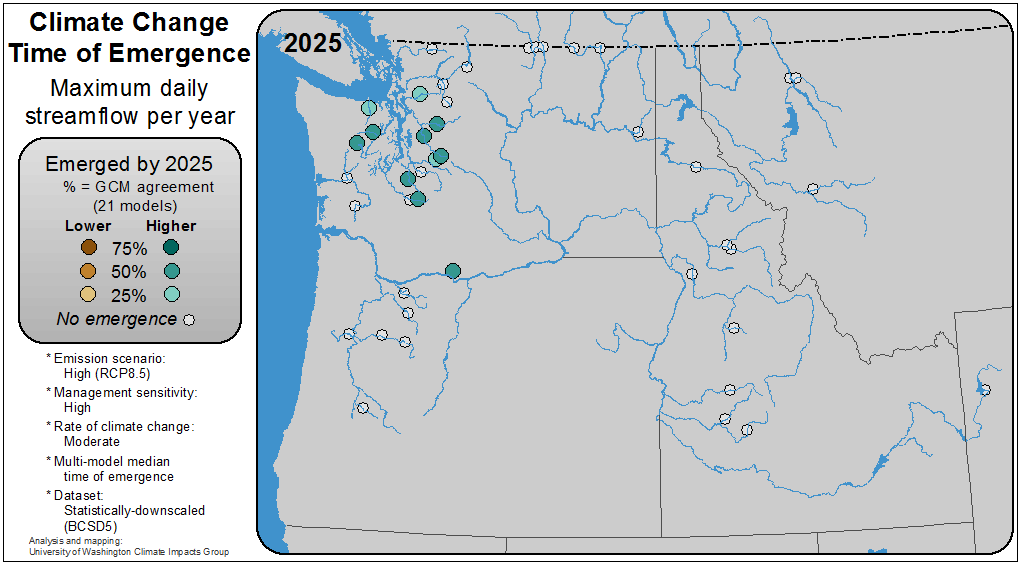 Climate Change
Time of Emergence
Maximum daily
streamflow per year
Emerged by 2025
% = GCM agreement
(21 models)
Lower Higher
75%
50%
25%
No emergence
* Emission scenario:
High (RCP8.5)
* Management sensitivity:
High
* Rate of climate change:
Moderate
* Multi-model median
time of emergence
* Dataset:
Statistically-downscaled
(BCSD5)
Analysis and mapping:
University of Washington Climate Impacts Group
2025